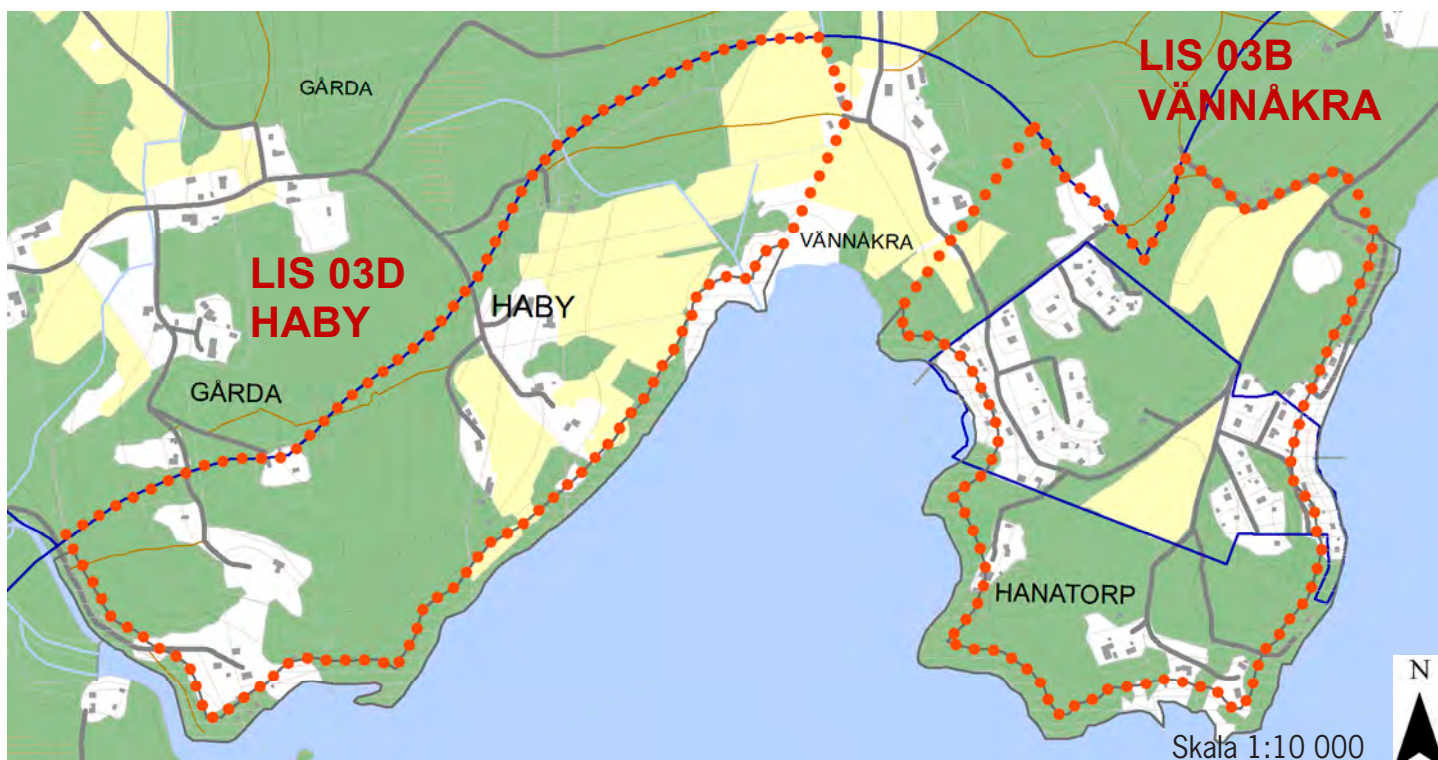 LIS 03B
VÄNNÅKRA
GÅRDA
VÄNNÅKRA
LIS 03D
HABY
HABY
GÅRDA
HANATORP
N
Skala 1:10 000